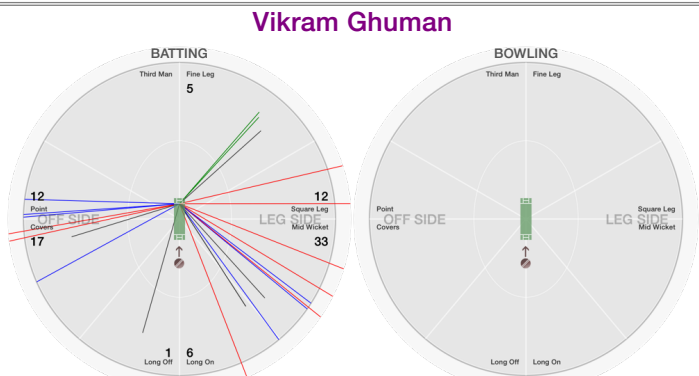 Vikram Ghuman
BATTING
Third Man Fine Leg
5
12
Point
OFF SIDE
Covers
17
12
Square Leg
LEG SIDE
Mid Wicket
33
1 6
Long Off Long On
BOWLING
Third Man Fine Leg
Point
OFF SIDE
Covers
Square Leg
LEG SIDE
Mid Wicket
Long Off Long On